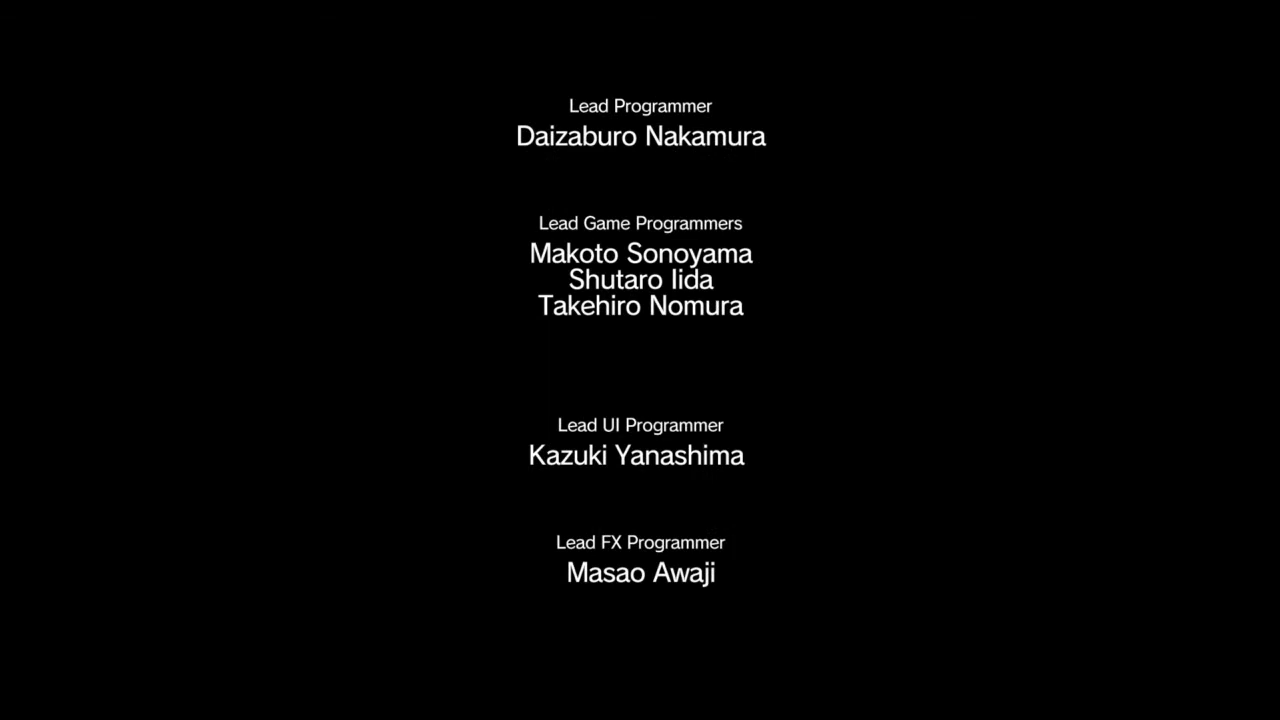 Lead Programmer
Daizaburo Nakamura
Lead Game Programmers
Makoto Sonoyama
Shutaro Iida
Takehiro Nomura
Lead UI Programmer
Kazuki Yanashima
Lead FX Programmer
Masao Awaji